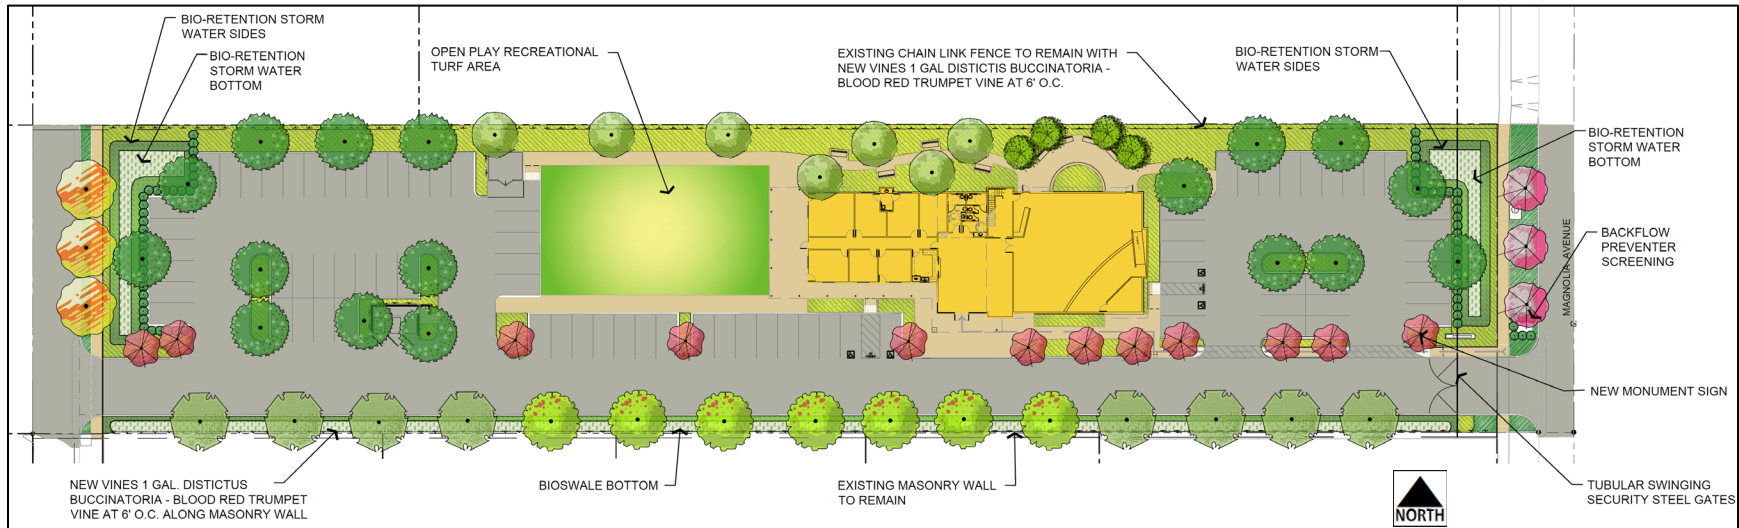 BIO-RETENTION STORM
WATER SIDES
BIO-RETENTION
STORM WATER
BOTTOM
OPEN PLAY RECREATIONAL
TURF AREA
EXISTING CHAIN LINK FENCE TO REMAIN WITH
NEW VINES 1 GAL DISTICTIS BUCCINATORIA -
BLOOD RED TRUMPET VINE AT 6' O.C.
BIO-RETENTION STORM
WATER SIDES
BIO-RETENTION
STORM WATER
BOTTOM
MAGNOLIA AVENUE
BACKFLOW
PREVENTER
SCREENING
NEW MONUMENT SIGN
TUBULAR SWINGING
SECURITY STEEL GATES
NEW VINES 1 GAL. DISTICTUS
BUCCINATORIA - BLOOD RED TRUMPET
VINE AT 6' O.C. ALONG MASONRY WALL
BIOSWALE BOTTOM
EXISTING MASONRY WALL
TO REMAIN
NORTH